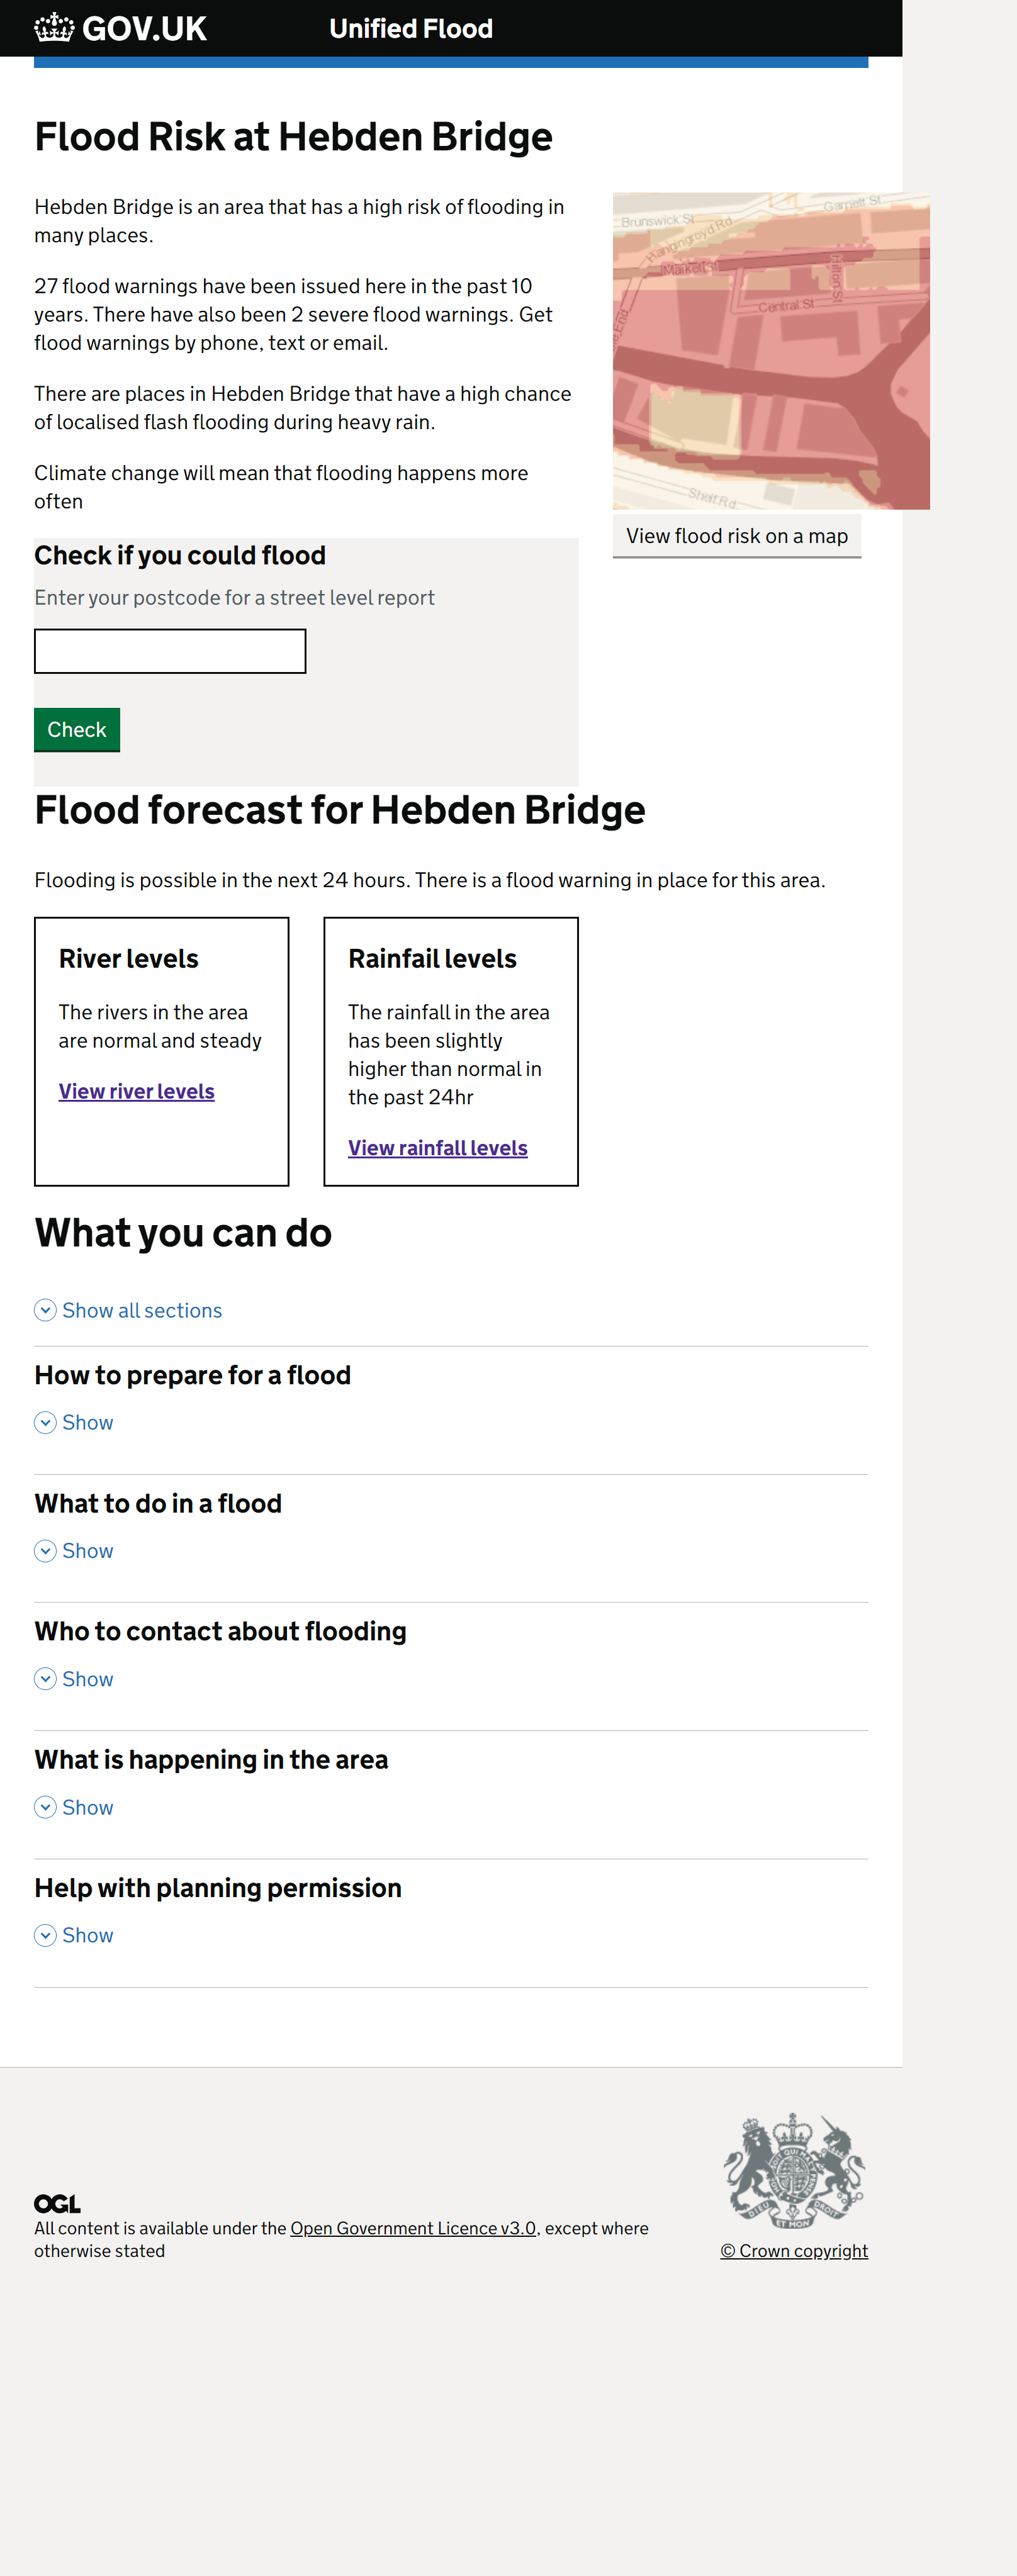 GOV.UK
Unified Flood
Flood Risk at Hebden Bridge
Hebden Bridge is an area that has a high risk of flooding in
many places.
27 flood warnings have been issued here in the past 10
years. There have also been 2 severe flood warnings. Get
flood warnings by phone, text or email.
There are places in Hebden Bridge that have a high chance
of localised flash flooding during heavy rain.
Climate change will mean that flooding happens more
often
Brunswick St
Garnett St
Hangingroyd Rd
Market St
Hilton St
Central St
End
Shelf Rd
View flood risk on a map
Check if you could flood
Enter your postcode for a street level report
Check
Flood forecast for Hebden Bridge
Flooding is possible in the next 24 hours. There is a flood warning in place for this area.
River levels
The rivers in the area
are normal and steady
View river levels
Rainfail levels
The rainfall in the area
has been slightly
higher than normal in
the past 24hr
View rainfall levels
What you can do
Show all sections
How to prepare for a flood
Show
What to do in a flood
Show
Who to contact about flooding
Show
What is happening in the area
Show
Help with planning permission
Show
OGL
All content is available under the Open Government Licence v3.0, except where
otherwise stated
DIEU ET MON DROIT
© Crown copyright